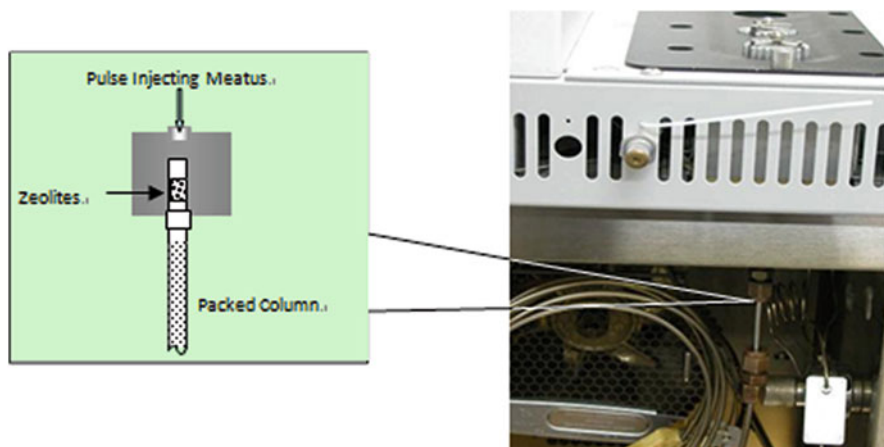 Pulse Injecting Meatus.
Zeolites.
Packed Column.